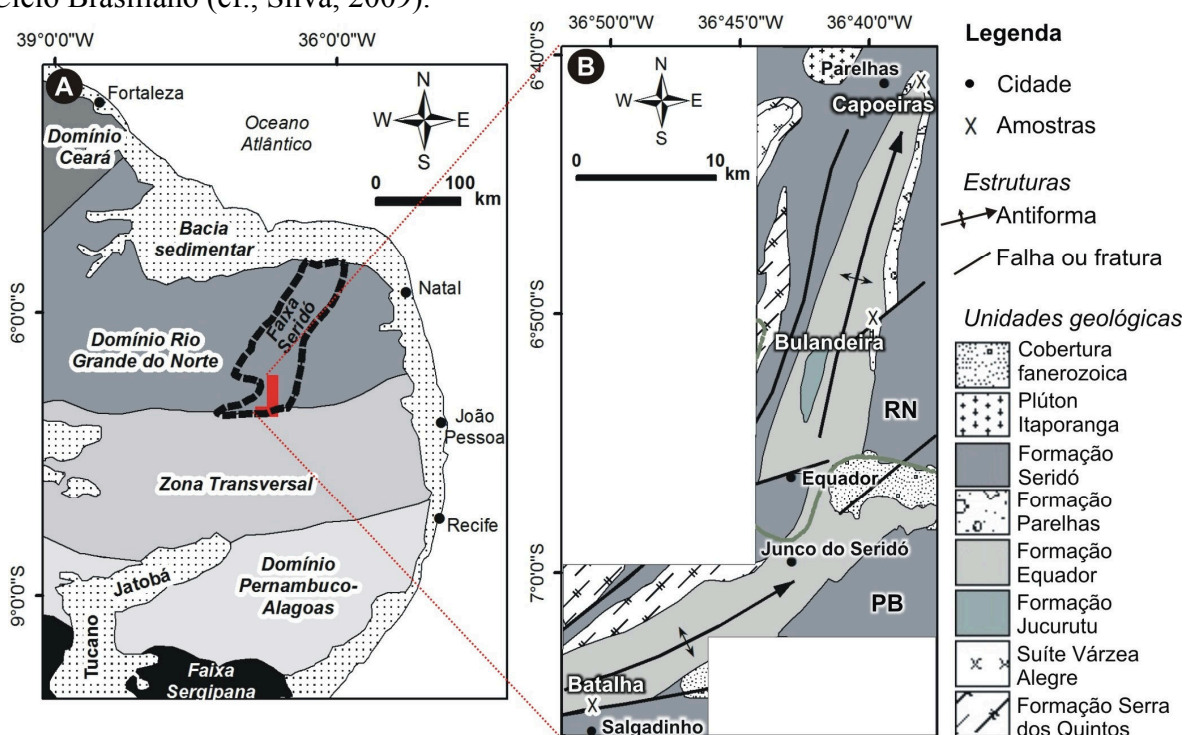 Ciclo Brasiliano (cf., Silva, 2009).
39°0'0"W
36°0'0"W
6°0'0"S
9°0'0"S
A
Fortaleza
Domínio
Ceará
Oceano
Atlântico
N
W
E
S
0
100
km
Bacia
sedimentar
Natal
Faixa
Seridó
Domínio Rio
Grande do Norte
João
Pessoa
Zona Transversal
Recife
Domínio
Pernambuco-
Alagoas
Jatobá
Tucano
Faixa
Sergipana
36°50'0"W
36°45'0"W
36°40'0"W
6°40'0"S
6°50'0"S
7°0'0"S
B
N
W
E
S
0
10
km
Parelhas
Capoeiras
X
X
Bulandeira
RN
Equador
Junco do Seridó
PB
Batalha
X
Salgadinho
Legenda
Cidade
X Amostras
Estruturas
Antiforma
Falha ou fratura
Unidades geológicas
Cobertura
fanerozoica
Plúton
Itaporanga
Formação
Seridó
Formação
Parelhas
Formação
Equador
Formação
Jucurutu
Suíte Várzea
Alegre
Formação Serra
dos Quintos